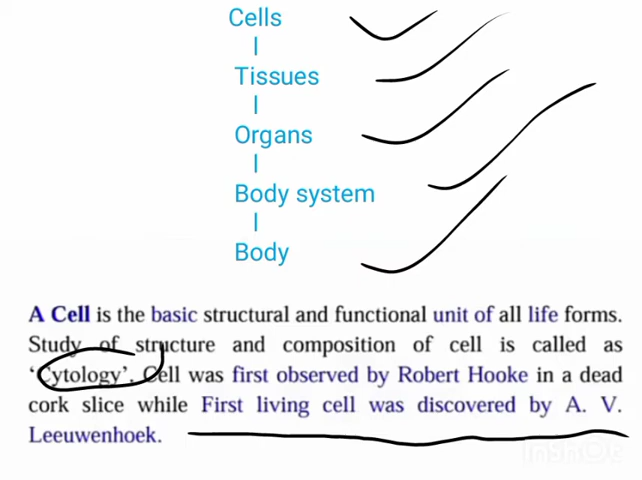 Cells
|
Tissues
|
Organs
|
Body system
|
Body
A Cell is the basic structural and functional unit of all life forms.
Study of structure and composition of cell is called as
‘Cytology’. Cell was first observed by Robert Hooke in a dead
cork slice while First living cell was discovered by A. V.
Leeuwenhoek.
InShOt